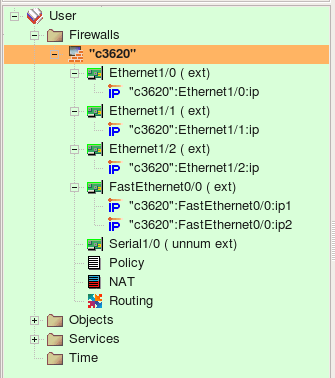 User
Firewalls
"c3620"
Ethernet1/0 ( ext)
IP "c3620":Ethernet1/0:ip
Ethernet1/1 ( ext)
IP "c3620":Ethernet1/1:ip
Ethernet1/2 ( ext)
IP "c3620":Ethernet1/2:ip
FastEthernet0/0 ( ext)
IP "c3620":FastEthernet0/0:ip1
IP "c3620":FastEthernet0/0:ip2
Serial1/0 ( unnum ext)
Policy
NAT
Routing
Objects
Services
Time